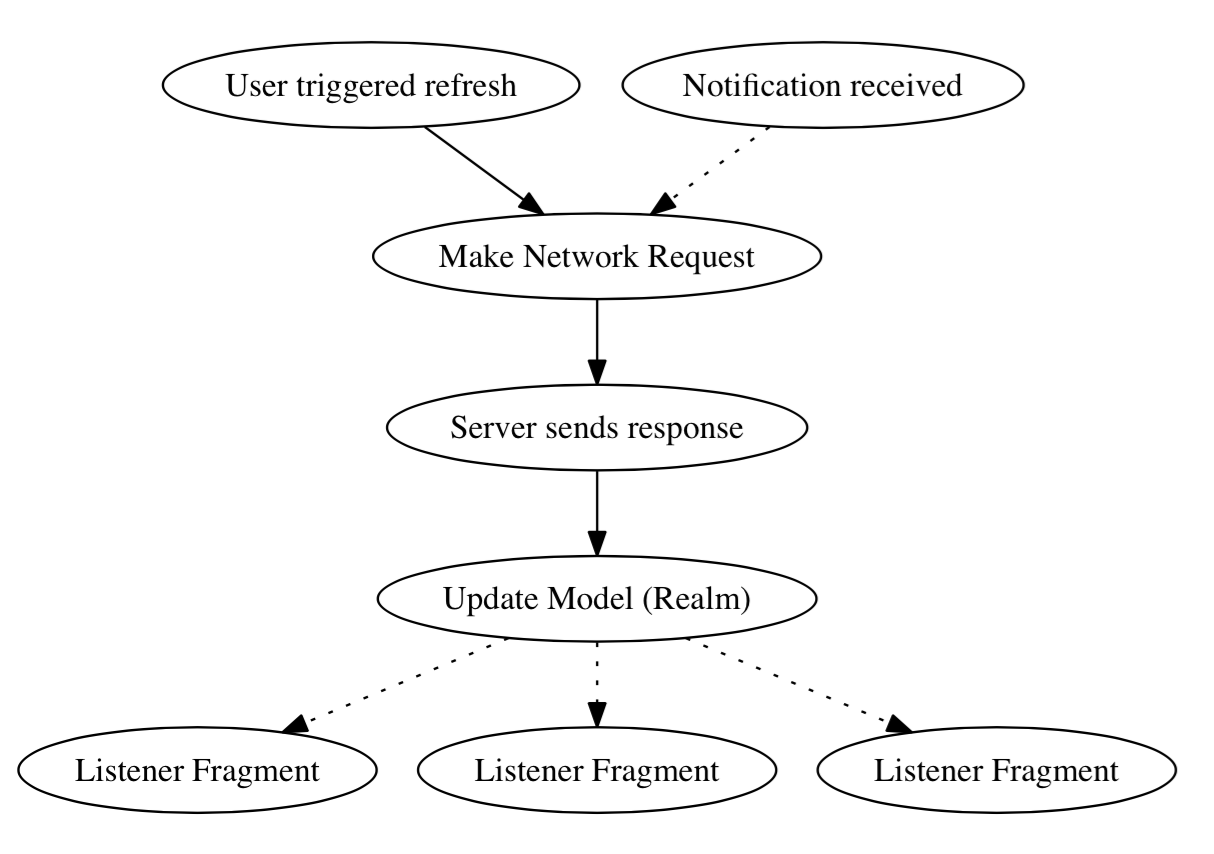 User triggered refresh
Notification received
Make Network Request
Server sends response
Update Model (Realm)
Listener Fragment
Listener Fragment
Listener Fragment